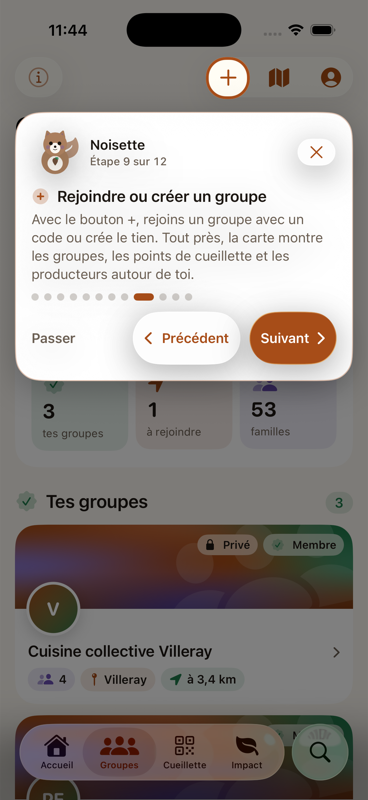 11:44
Noisette
Étape 9 sur 12
Rejoindre ou créer un groupe
Avec le bouton +, rejoins un groupe avec un
code ou crée le tien. Tout près, la carte montre
les groupes, les points de cueillette et les
producteurs autour de toi.
Passer
Précédent
Suivant
3
tes groupes
1
à rejoindre
53
familles
Tes groupes
3
Privé
Membre
V
Cuisine collective Villeray
4
Villeray
à 3,4 km
Accueil
Groupes
Cueillette
Impact